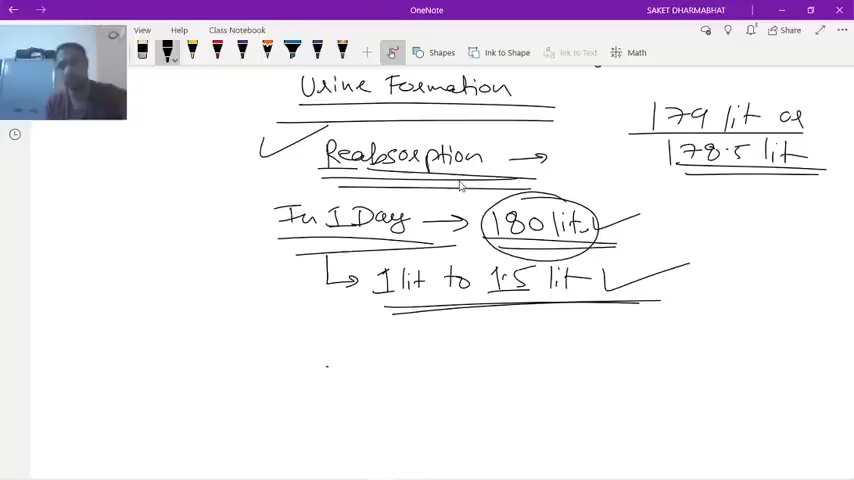 OneNote
SAKET DHARMABHAT
View Help Class Notebook
Share
Shapes Ink to Shape Ink to Text Math
Urine Formation
179 lit or
Reabsorption →
178.5 lit
In 1 Day → 180 lit
↳ 1 lit to 1.5 lit